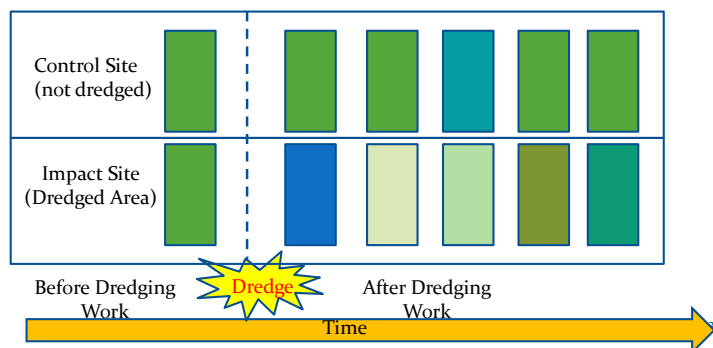 Control Site
(not dredged)
Impact Site
(Dredged Area)
Before Dredging
Work
Dredge
After Dredging
Work
Time